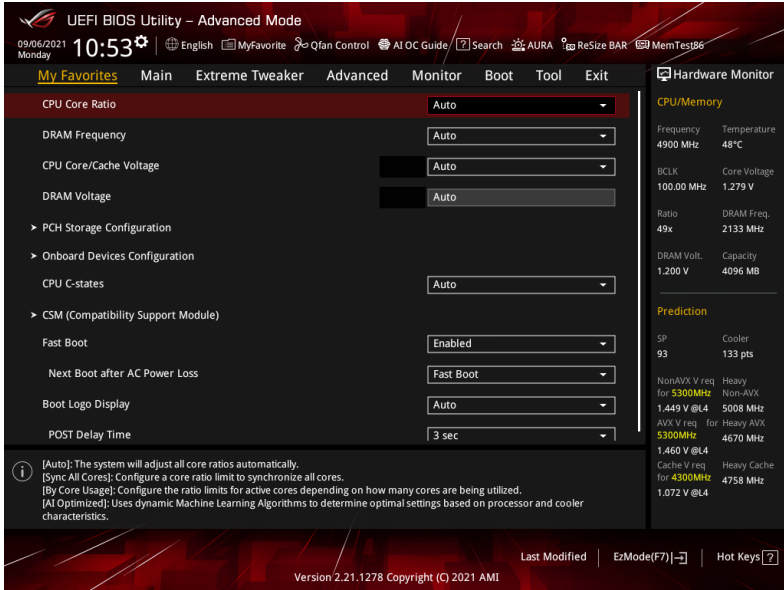 UEFI BIOS Utility – Advanced Mode
09/06/2021 Monday 10:53 English MyFavorite Qfan Control AI OC Guide ? Search AURA ReSize BAR MemTest86
My Favorites Main Extreme Tweaker Advanced Monitor Boot Tool Exit
CPU Core Ratio Auto
DRAM Frequency Auto
CPU Core/Cache Voltage Auto
DRAM Voltage Auto
> PCH Storage Configuration
> Onboard Devices Configuration
CPU C-states Auto
> CSM (Compatibility Support Module)
Fast Boot Enabled
Next Boot after AC Power Loss Fast Boot
Boot Logo Display Auto
POST Delay Time 3 sec
[Auto]: The system will adjust all core ratios automatically.
[Sync All Cores]: Configure a core ratio limit to synchronize all cores.
[By Core Usage]: Configure the ratio limits for active cores depending on how many cores are being utilized.
[AI Optimized]: Uses dynamic Machine Learning Algorithms to determine optimal settings based on processor and cooler
characteristics.
Hardware Monitor
CPU/Memory
Frequency Temperature
4900 MHz 48°C
BCLK Core Voltage
100.00 MHz 1.279 V
Ratio DRAM Freq.
49x 2133 MHz
DRAM Volt. Capacity
1.200 V 4096 MB
Prediction
SP Cooler
93 133 pts
NonAVX V req Heavy
for 5300MHz Non-AVX
1.449 V @L4 5008 MHz
AVX V req for Heavy AVX
5300MHz 4670 MHz
1.460 V @L4
Cache V req Heavy Cache
for 4300MHz 4758 MHz
1.072 V @L4
Last Modified EzMode(F7) Hot Keys ?
Version 2.21.1278 Copyright (C) 2021 AMI